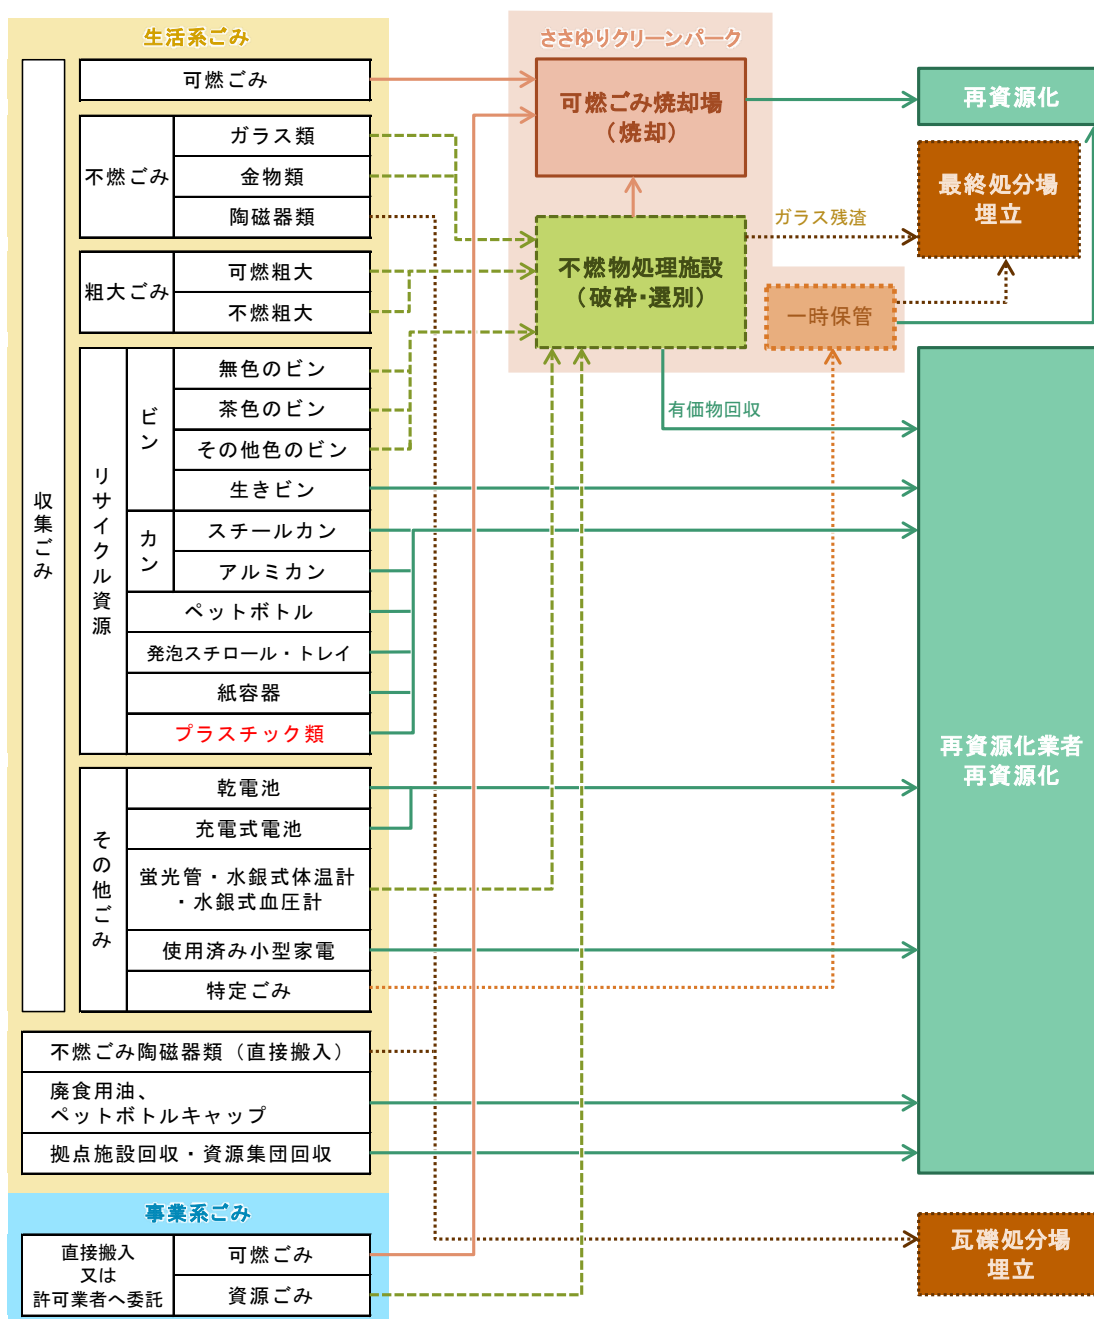 生活系ごみ
収集ごみ
可燃ごみ
不燃ごみ
ガラス類
金物類
陶磁器類
粗大ごみ
可燃粗大
不燃粗大
リサイクル資源
ビン
無色のビン
茶色のビン
その他色のビン
生きビン
カン
スチールカン
アルミカン
ペットボトル
発泡スチロール・トレイ
紙容器
プラスチック類
その他ごみ
乾電池
充電式電池
蛍光管・水銀式体温計
・水銀式血圧計
使用済み小型家電
特定ごみ
不燃ごみ陶磁器類（直接搬入）
廃食用油、
ペットボトルキャップ
拠点施設回収・資源集団回収
事業系ごみ
直接搬入
又は
許可業者へ委託
可燃ごみ
資源ごみ
ささゆりクリーンパーク
可燃ごみ焼却場
（焼却）
不燃物処理施設
（破砕・選別）
ガラス残渣
一時保管
有価物回収
再資源化
最終処分場
埋立
再資源化業者
再資源化
瓦礫処分場
埋立